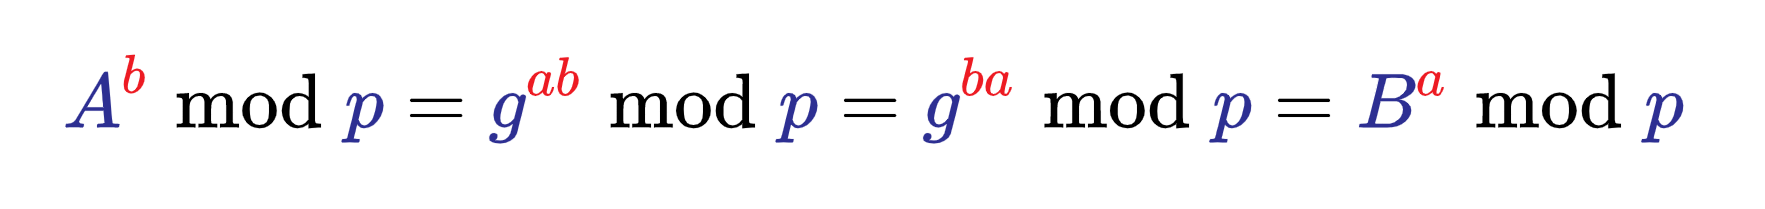 A^b mod p = g^{ab} mod p = g^{ba} mod p = B^a mod p